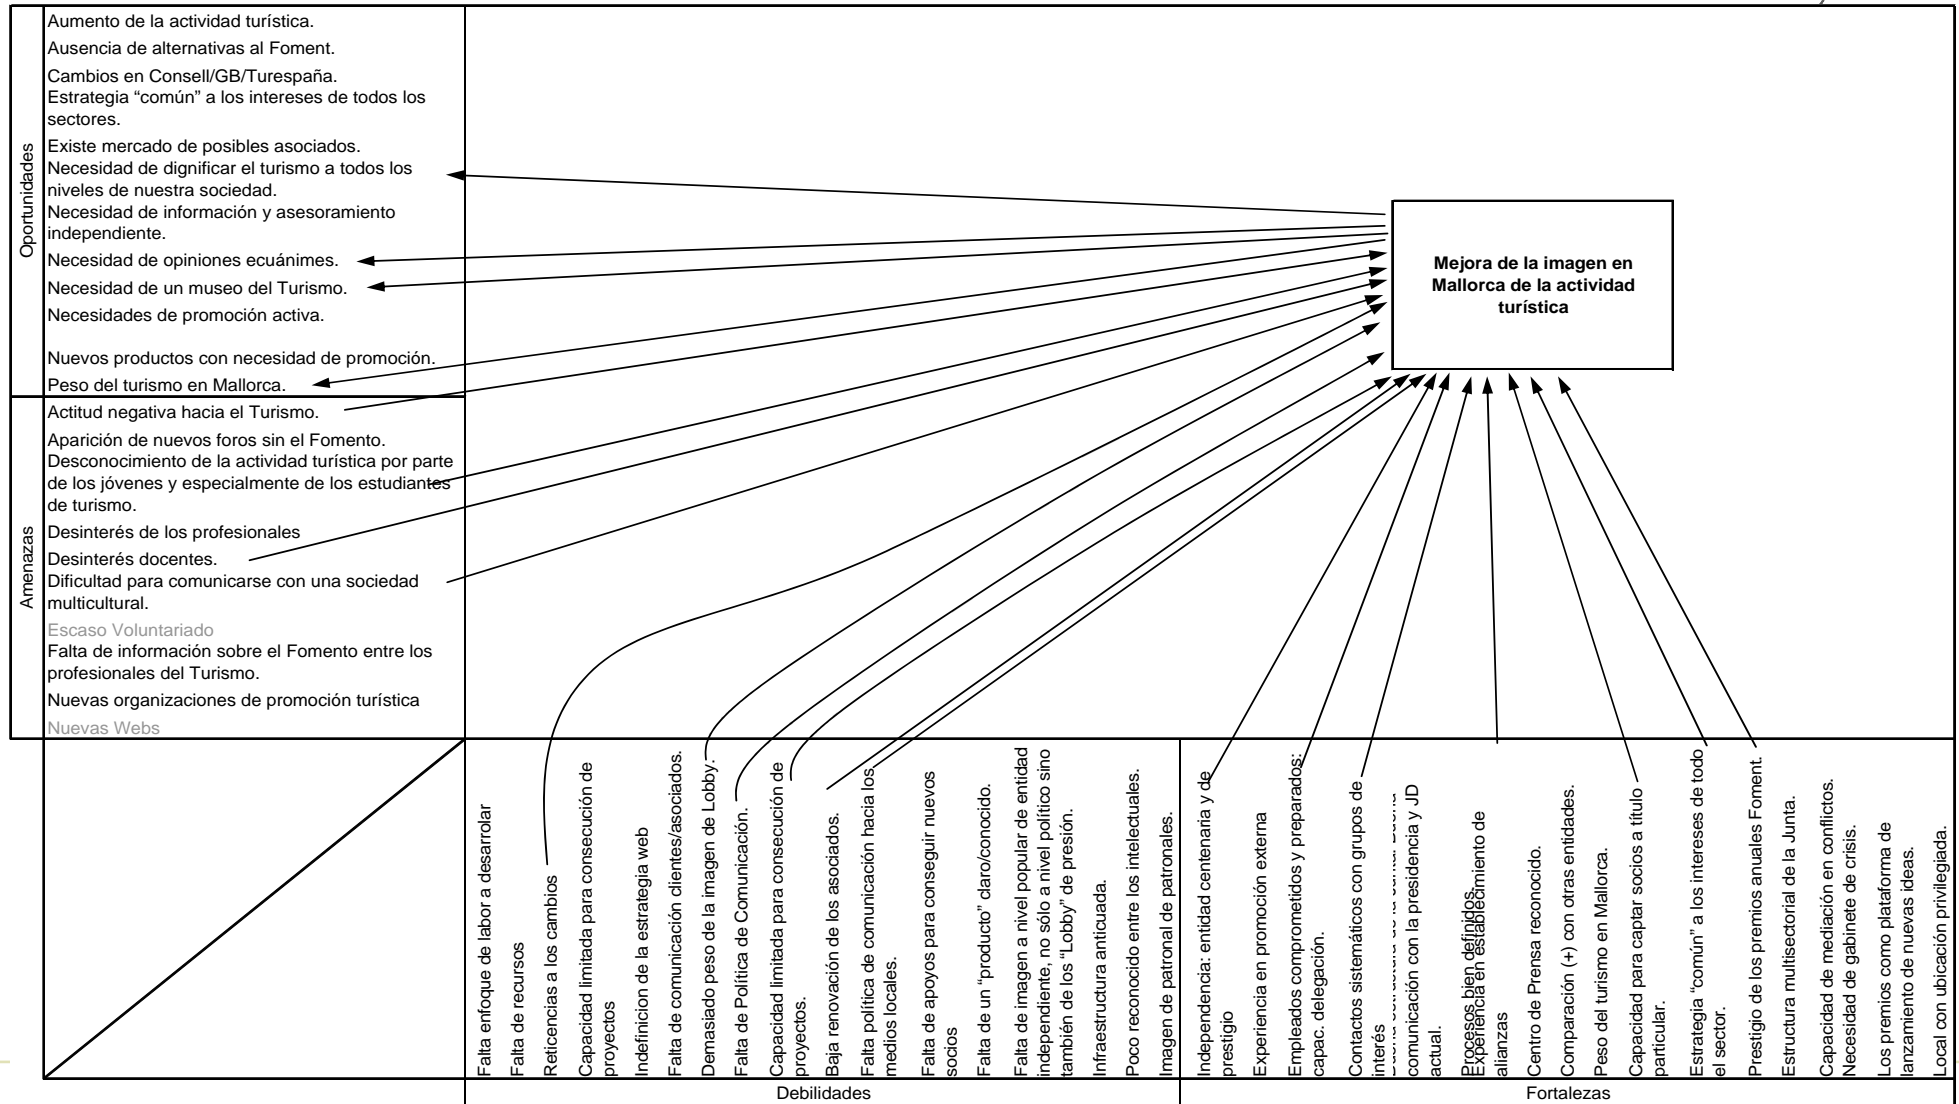 Oportunidades
Aumento de la actividad turística.
Ausencia de alternativas al Foment.
Cambios en Consell/GB/Turespaña.
Estrategia “común” a los intereses de todos los
sectores.
Existe mercado de posibles asociados.
Necesidad de dignificar el turismo a todos los
niveles de nuestra sociedad.
Necesidad de información y asesoramiento
independiente.
Necesidad de opiniones ecuánimes.
Necesidad de un museo del Turismo.
Necesidades de promoción activa.
Nuevos productos con necesidad de promoción.
Peso del turismo en Mallorca.
Amenazas
Actitud negativa hacia el Turismo.
Aparición de nuevos foros sin el Fomento.
Desconocimiento de la actividad turística por parte
de los jóvenes y especialmente de los estudiantes
de turismo.
Desinterés de los profesionales
Desinterés docentes.
Dificultad para comunicarse con una sociedad
multicultural.
Escaso Voluntariado
Falta de información sobre el Fomento entre los
profesionales del Turismo.
Nuevas organizaciones de promoción turística
Nuevas Webs
Mejora de la imagen en
Mallorca de la actividad
turística
Falta enfoque de labor a desarrolar
Falta de recursos
Reticencias a los cambios
Capacidad limitada para consecución de
proyectos
Indefinicion de la estrategia web
Falta de comunicación clientes/asociados.
Demasiado peso de la imagen de Lobby.
Falta de Política de Comunicación.
Capacidad limitada para consecución de
proyectos.
Baja renovación de los asociados.
Falta política de comunicación hacia los
medios locales.
Falta de apoyos para conseguir nuevos
socios
Falta de un “producto” claro/conocido.
Falta de imagen a nivel popular de entidad
independiente, no sólo a nivel político sino
también de los “Lobby” de presión.
Infraestructura anticuada.
Poco reconocido entre los intelectuales.
Imagen de patronal de patronales.
Debilidades
Independencia: entidad centenaria y de
prestigio
Experiencia en promoción externa
Empleados comprometidos y preparados:
capac. delegación.
Contactos sistemáticos con grupos de
interés
comunicación con la presidencia y JD
actual.
Procesos bien definidos.
Experiencia en establecimiento de
alianzas
Centro de Prensa reconocido.
Comparación (+) con otras entidades.
Peso del turismo en Mallorca.
Capacidad para captar socios a título
particular.
Estrategia “común” a los intereses de todo
el sector.
Prestigio de los premios anuales Foment.
Estructura multisectorial de la Junta.
Capacidad de mediación en conflictos.
Necesidad de gabinete de crisis.
Los premios como plataforma de
lanzamiento de nuevas ideas.
Local con ubicación privilegiada.
Fortalezas